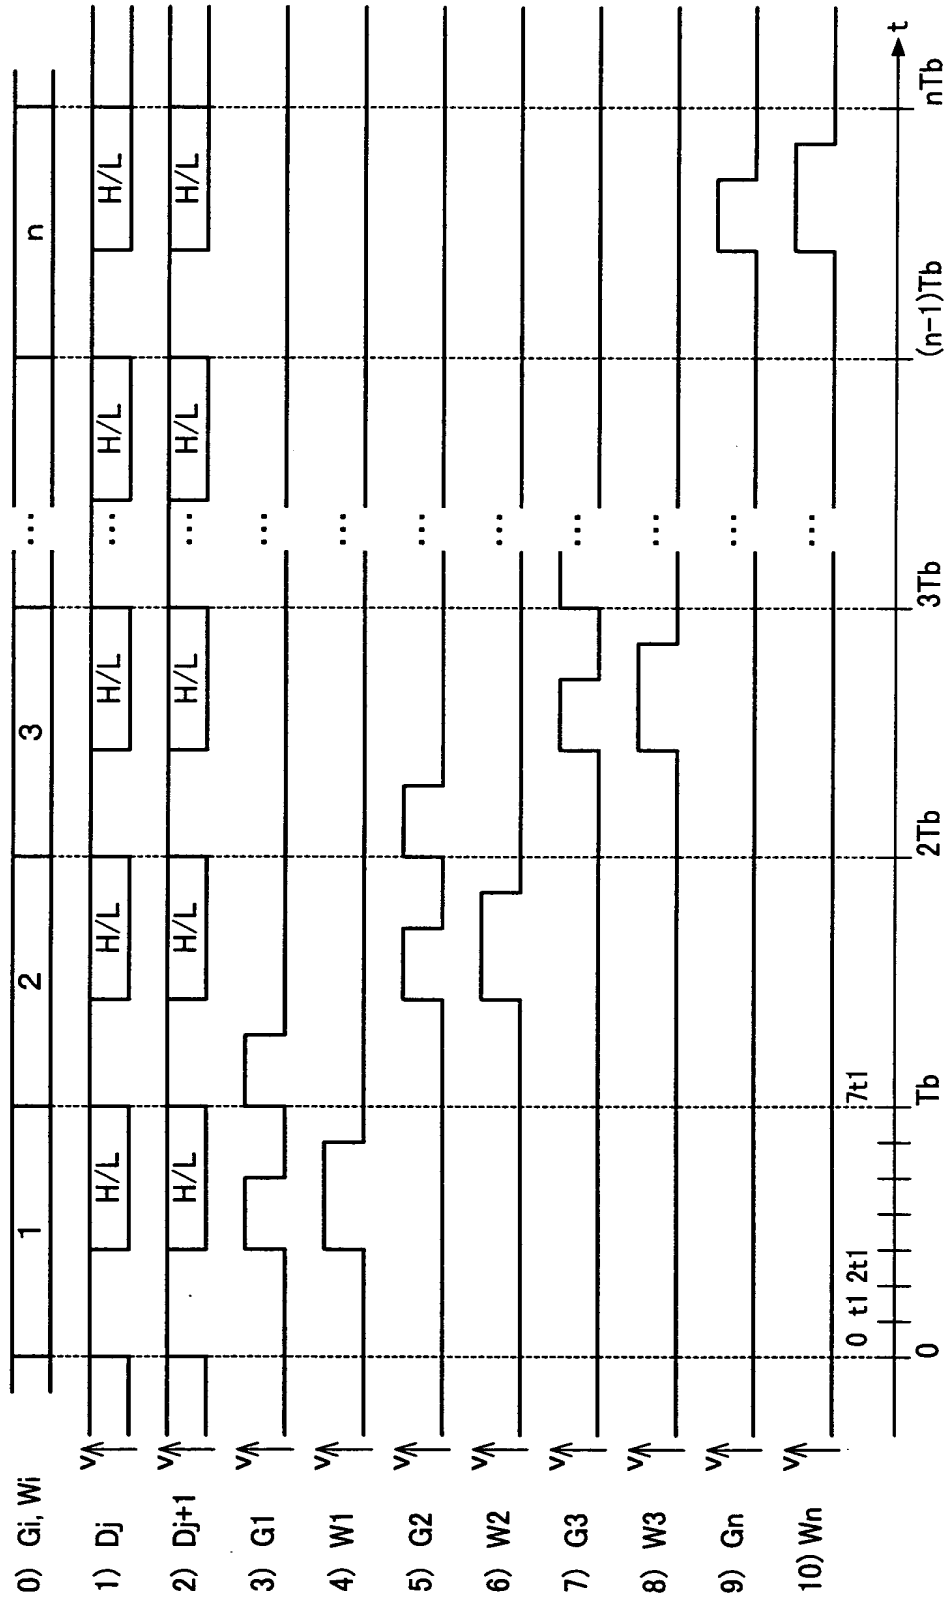 0) Gi, Wi 1 2 3 ... n
1) Dj V H/L H/L H/L ... H/L H/L
2) Dj+1 V H/L H/L H/L ... H/L H/L
3) G1 V ...
4) W1 V ...
5) G2 V ...
6) W2 V ...
7) G3 V ...
8) W3 V ...
9) Gn V ...
10) Wn V ...
0 t1 2t1 7t1
t
0 Tb 2Tb 3Tb (n-1)Tb nTb